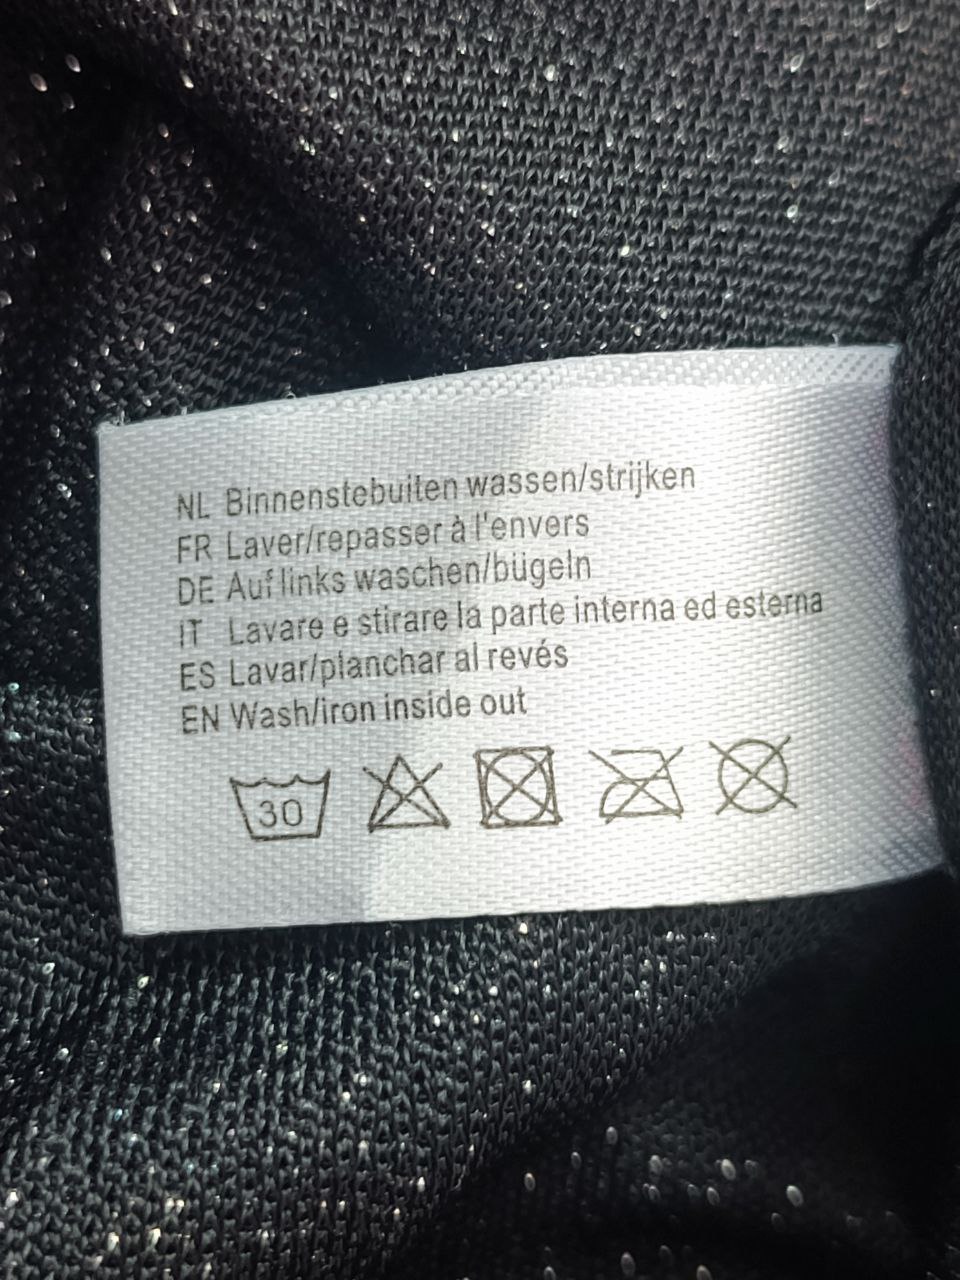 NL Binnenstebuiten wassen/strijken
FR Laver/repasser à l'envers
DE Auf links waschen/bügeln
IT Lavare e stirare la parte interna ed esterna
ES Lavar/planchar al revés
EN Wash/iron inside out
30